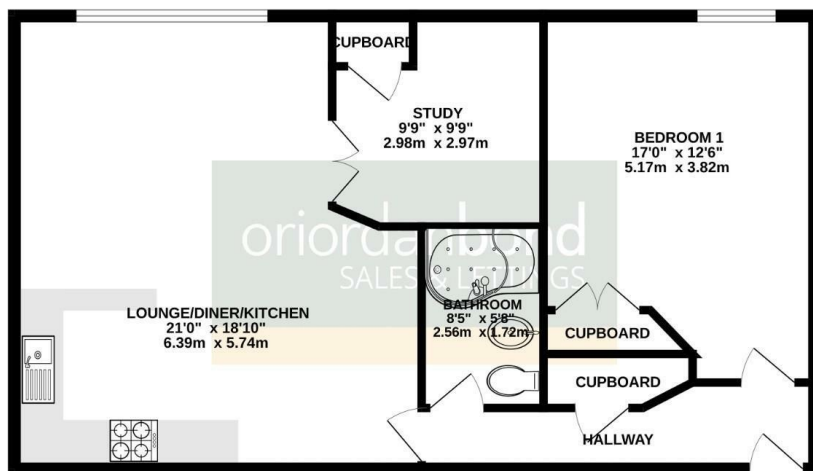 CUPBOARD
STUDY
9'9" x 9'9"
2.98m x 2.97m
BEDROOM 1
17'0" x 12'6"
5.17m x 3.82m
oriordanbond
SALES & LETTINGS
LOUNGE/DINER/KITCHEN
21'0" x 18'10"
6.39m x 5.74m
BATHROOM
8'5" x 5'8"
2.56m x 1.72m
CUPBOARD
CUPBOARD
HALLWAY